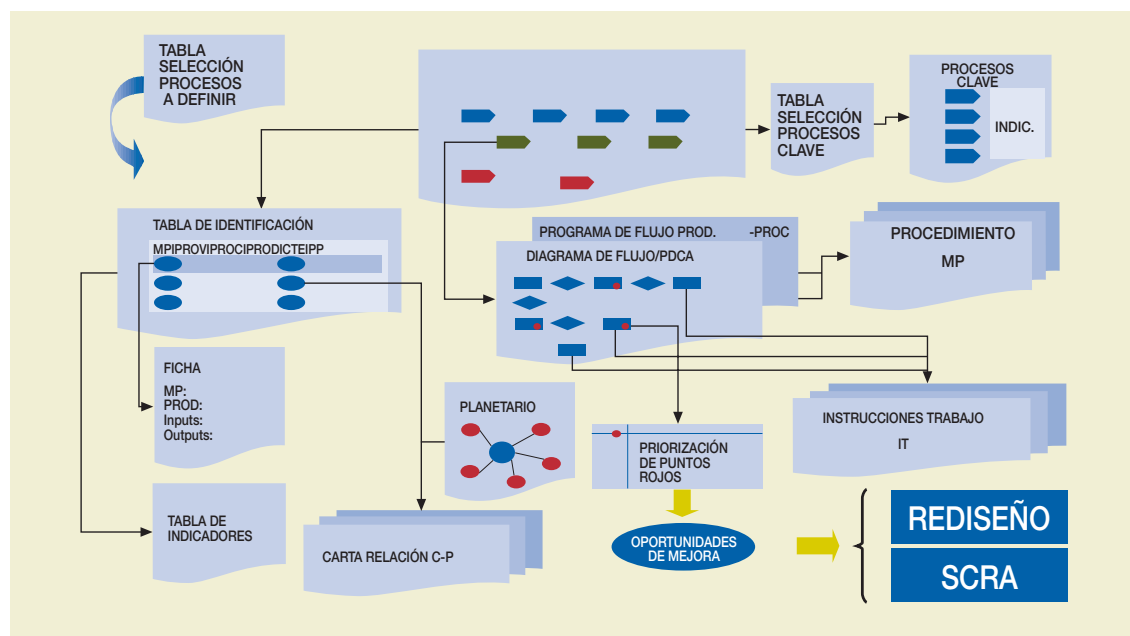 TABLA
SELECCIÓN
PROCESOS
A DEFINIR
TABLA
SELECCIÓN
PROCESOS
CLAVE
PROCESOS
CLAVE
INDIC.
TABLA DE IDENTIFICACIÓN
MPIPROVIPROCIPRODICTEIPP
PROGRAMA DE FLUJO PROD. -PROC
DIAGRAMA DE FLUJO/PDCA
PROCEDIMIENTO
MP
FICHA
MP:
PROD:
Inputs:
Outputs:
PLANETARIO
PRIORIZACIÓN
DE PUNTOS
ROJOS
INSTRUCCIONES TRABAJO
IT
TABLA DE
INDICADORES
CARTA RELACIÓN C-P
OPORTUNIDADES
DE MEJORA
REDISEÑO
SCRA